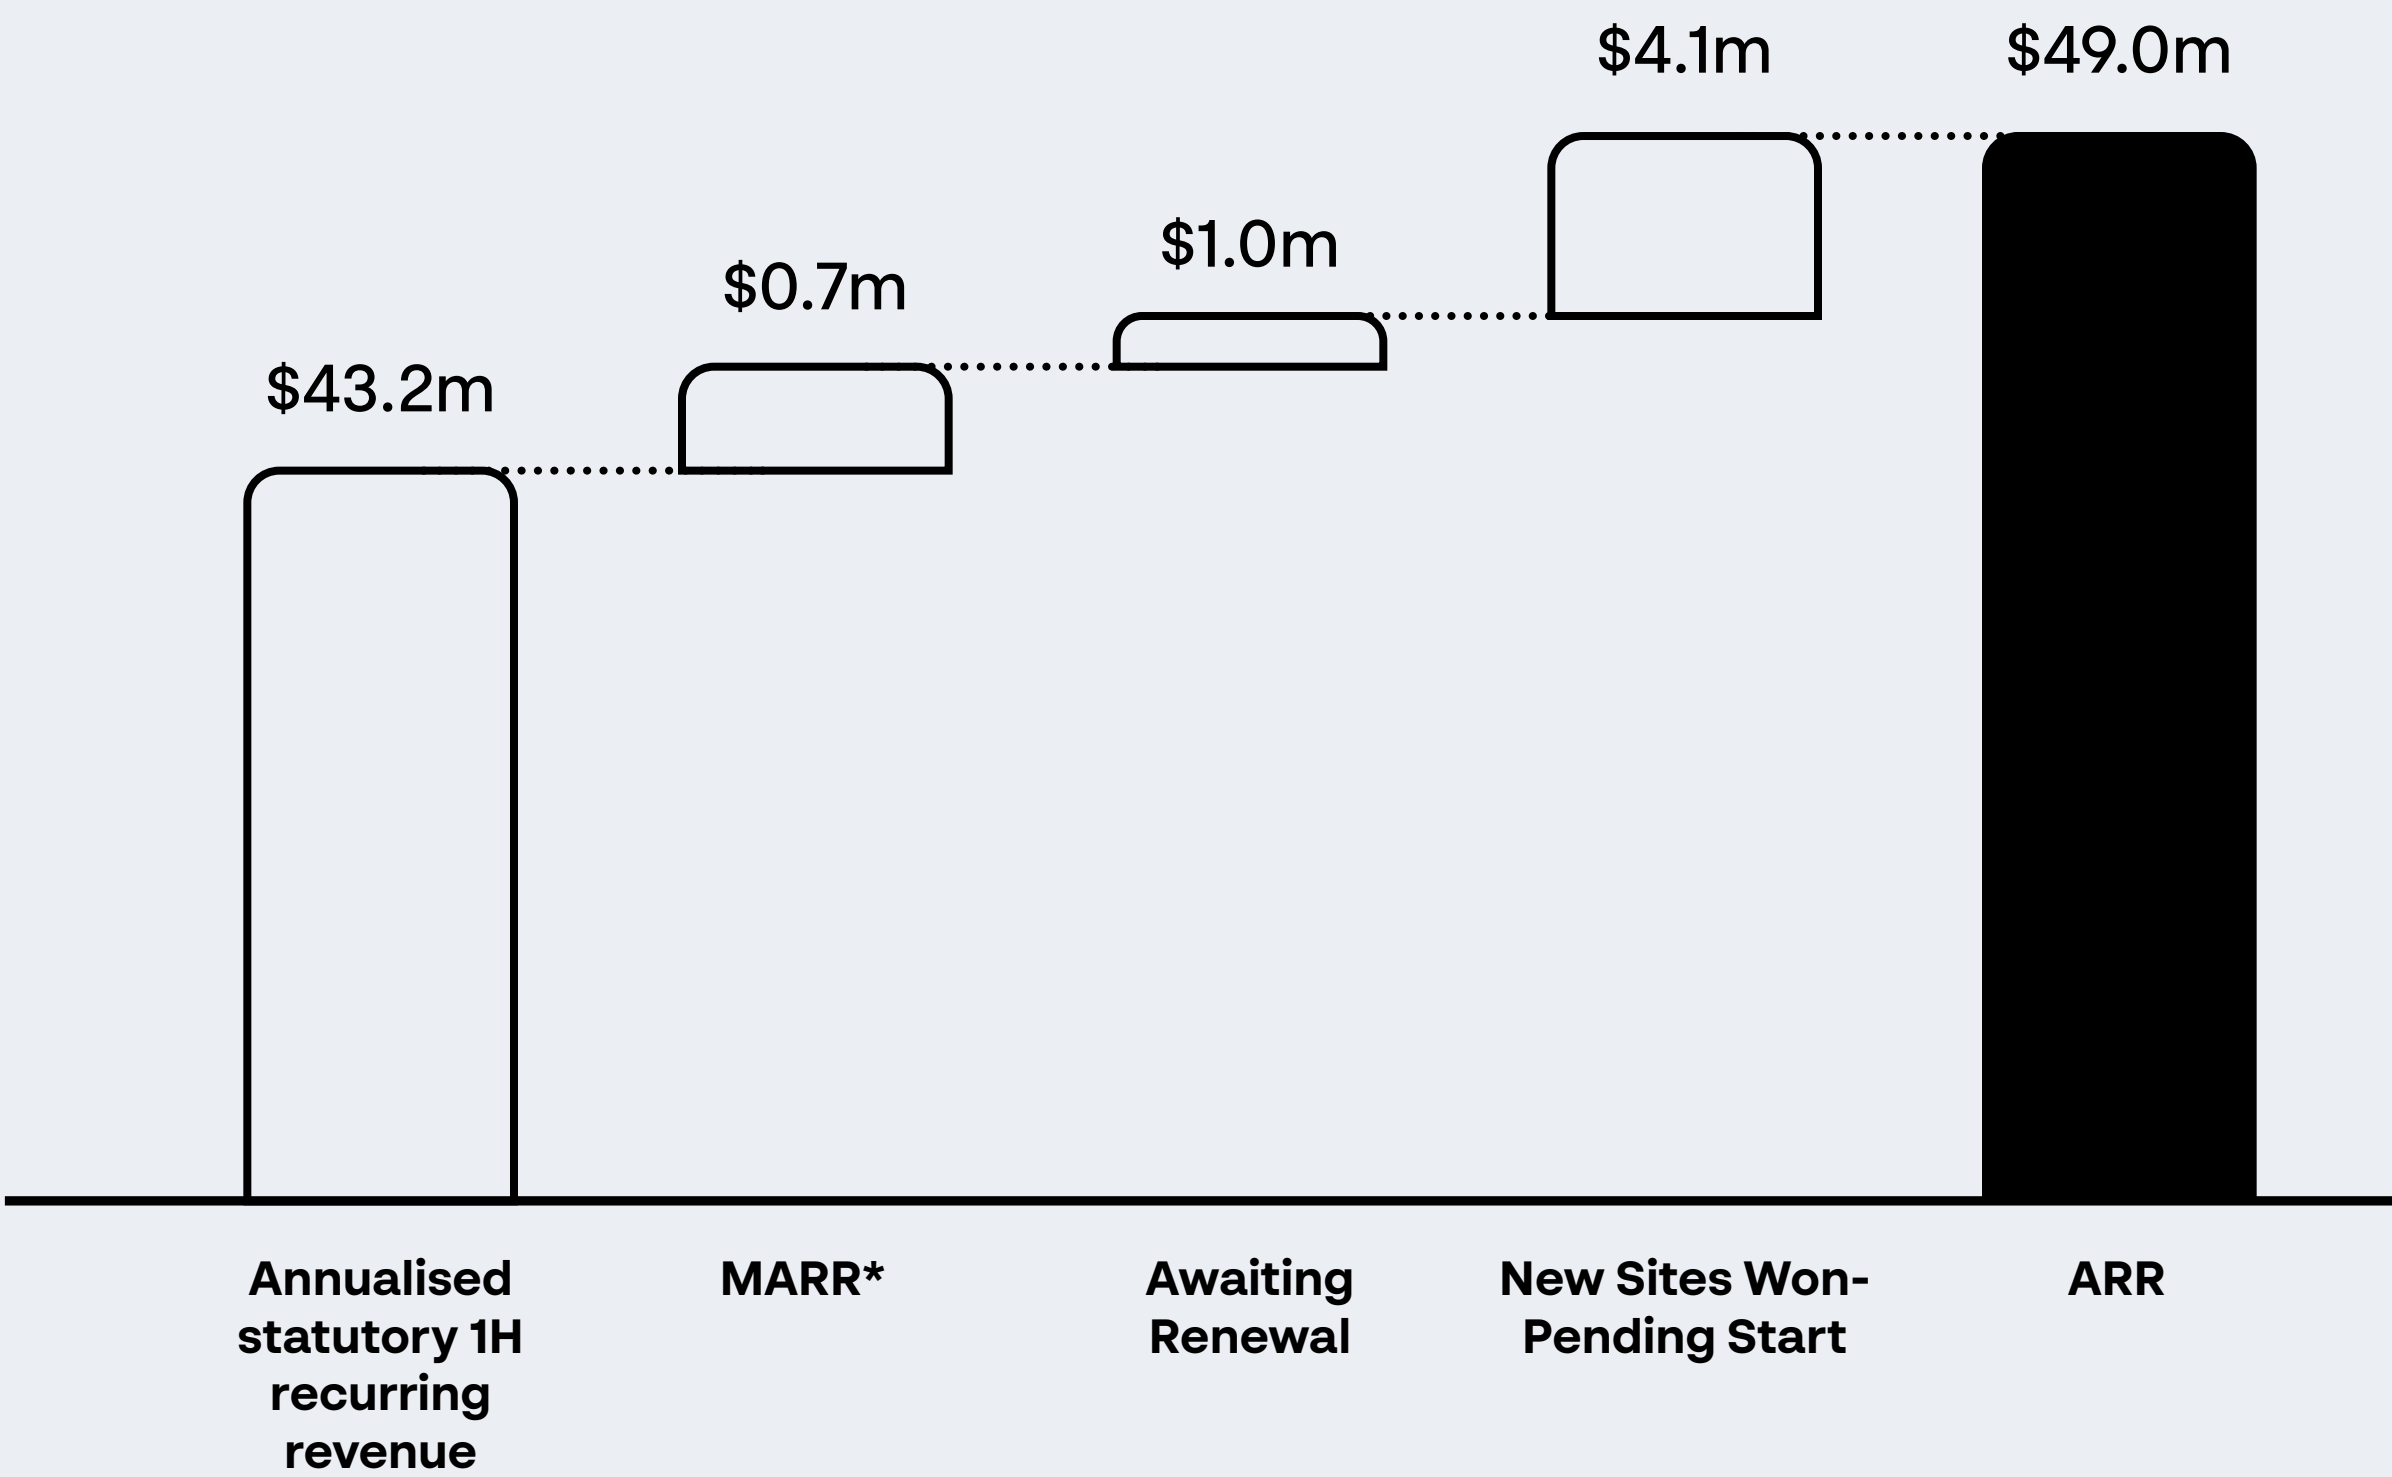 $43.2m
$0.7m
$1.0m
$4.1m
$49.0m
Annualised
statutory 1H
recurring
revenue
MARR*
Awaiting
Renewal
New Sites Won-
Pending Start
ARR